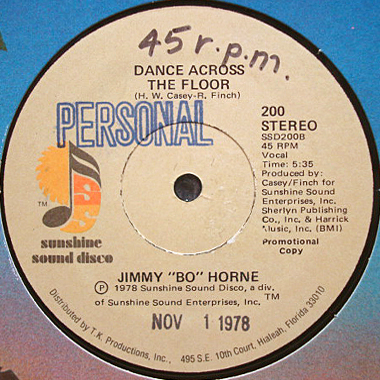 45 r.p.m.
DANCE ACROSS
THE FLOOR
(H. W. Casey-R. Finch)
PERSONAL
200
STEREO
SSD200B
45 RPM
Vocal
Time: 5:35
Produced by:
Casey/Finch for
Sunshine Sound
Enterprises, Inc.
Sherlyn Publishing
Co., Inc. & Harrick
Music, Inc. (BMI)
Promotional
Copy
TM
sunshine
sound disco
JIMMY "BO" HORNE
Ⓟ 1978 Sunshine Sound Disco, a div.
of Sunshine Sound Enterprises, Inc. TM
NOV 1 1978
Distributed by T.K. Productions, Inc., 495 S.E. 10th Court, Hialeah, Florida 33010